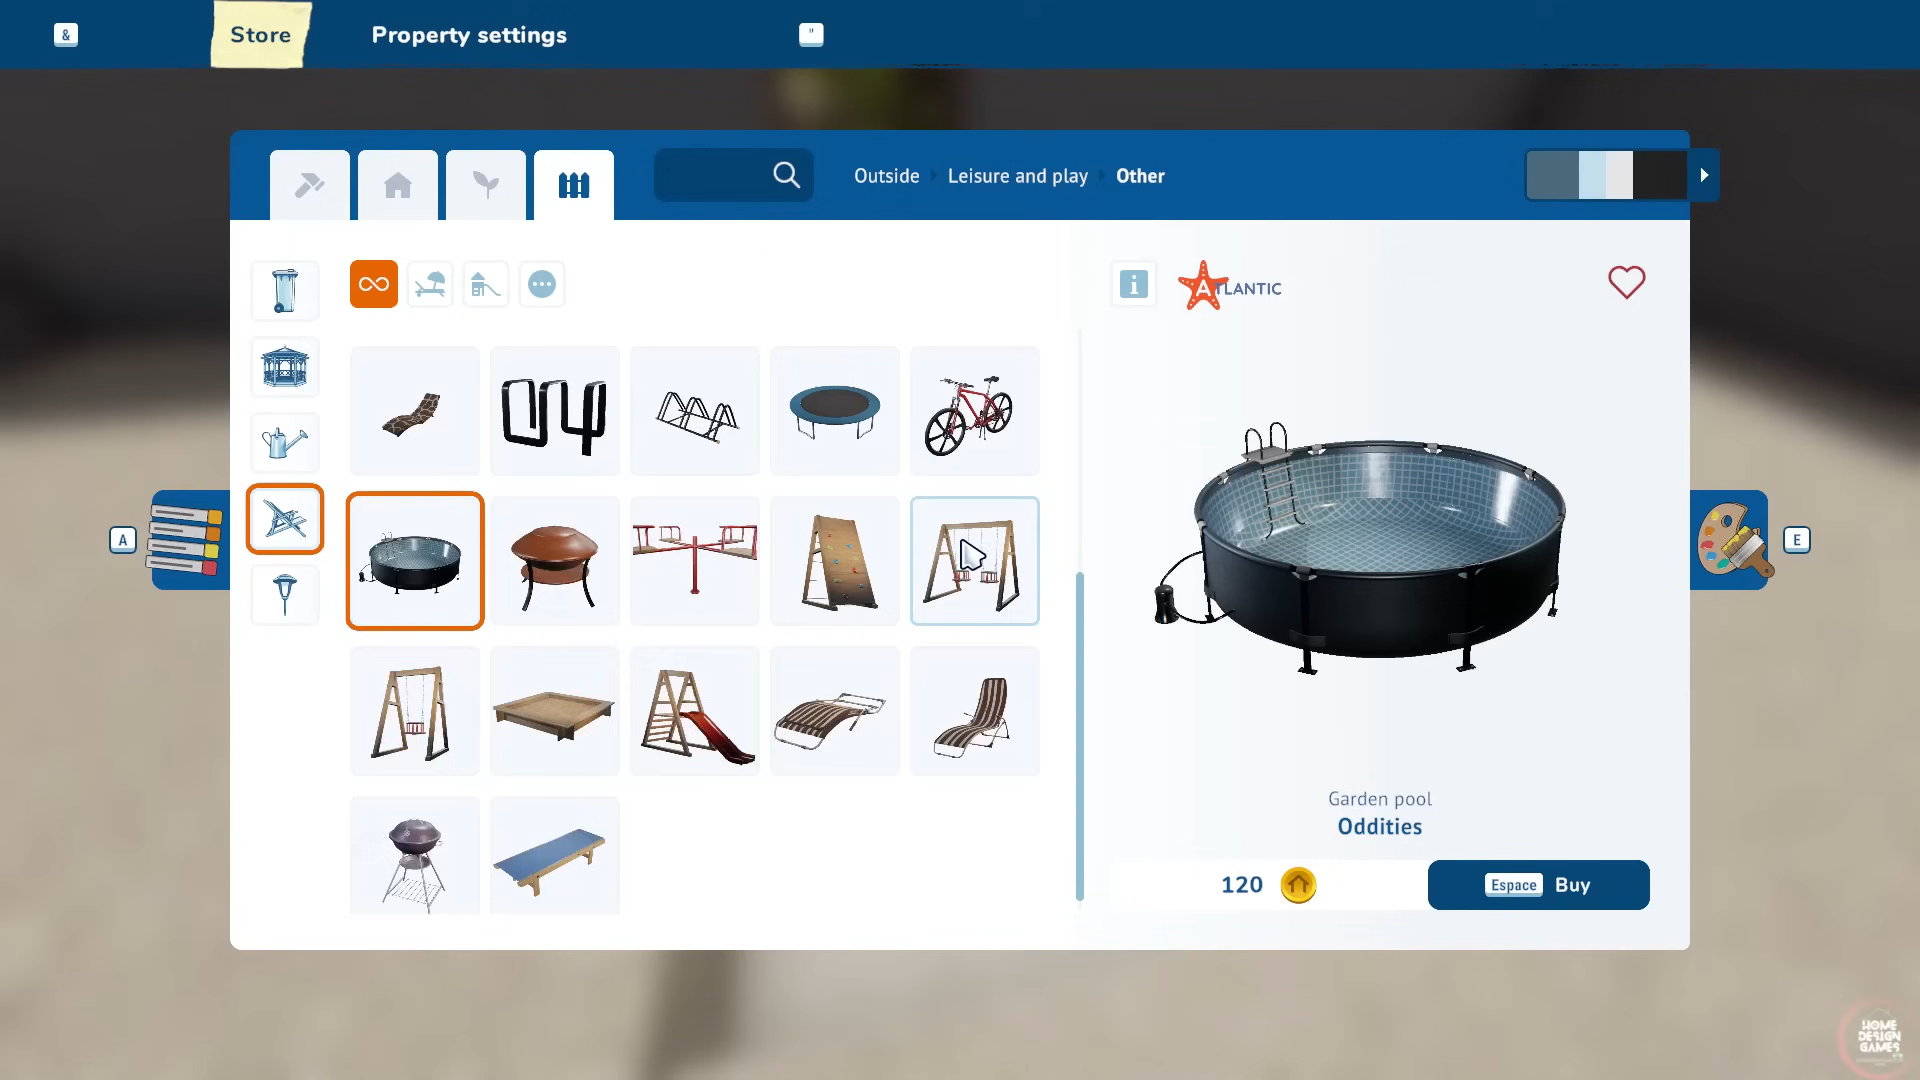 &
Store
Property settings
"
Outside
Leisure and play
Other
i
ATLANTIC
A
E
Garden pool
Oddities
120
Espace
Buy
HOME
DESIGN
GAMES